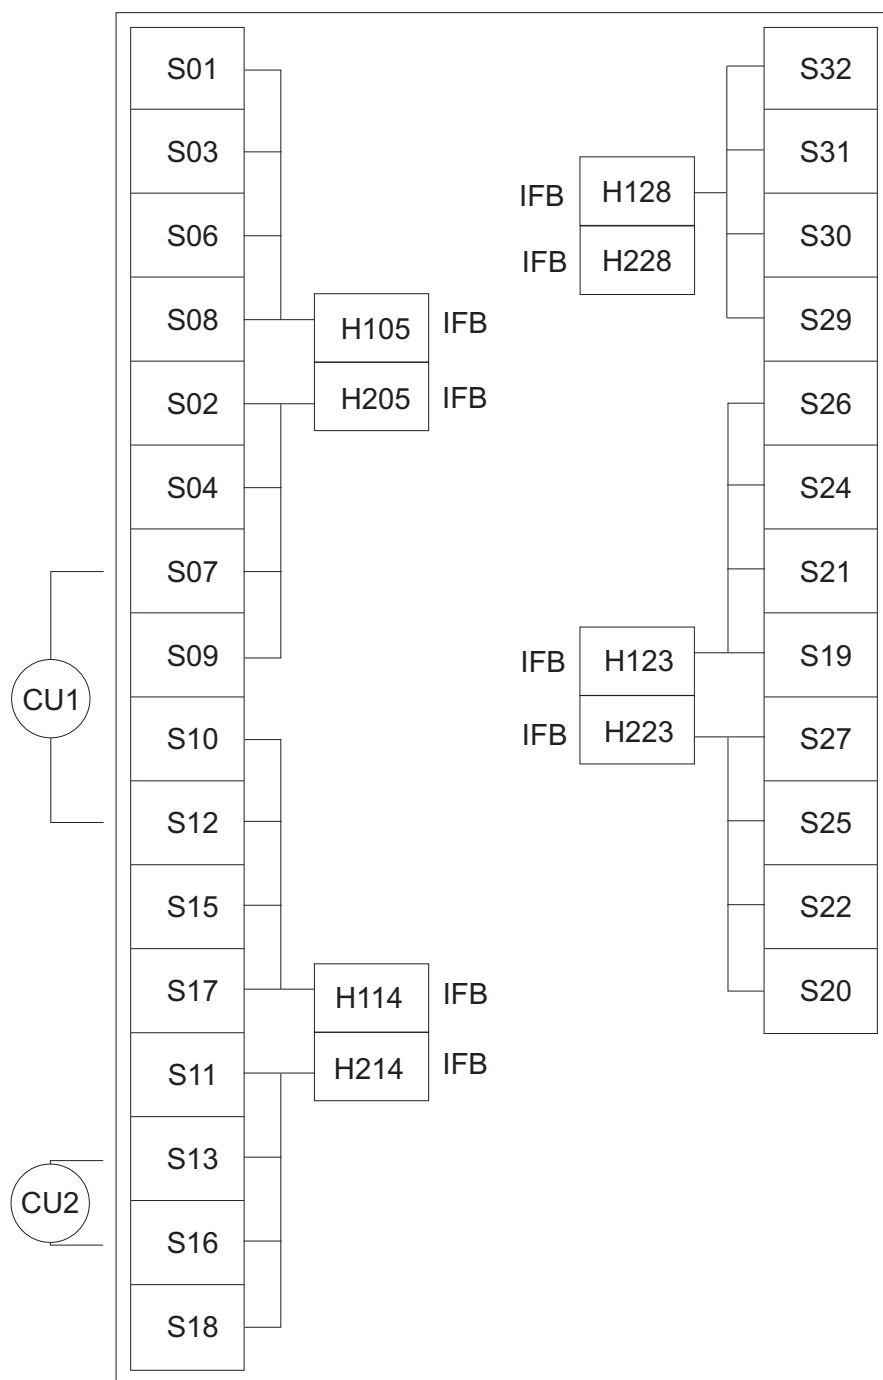 S01
S03
S06
S08
S02
S04
S07
S09
S10
S12
S15
S17
S11
S13
S16
S18
CU1
CU2
H105 IFB
H205 IFB
H114 IFB
H214 IFB
IFB H128
IFB H228
IFB H123
IFB H223
S32
S31
S30
S29
S26
S24
S21
S19
S27
S25
S22
S20